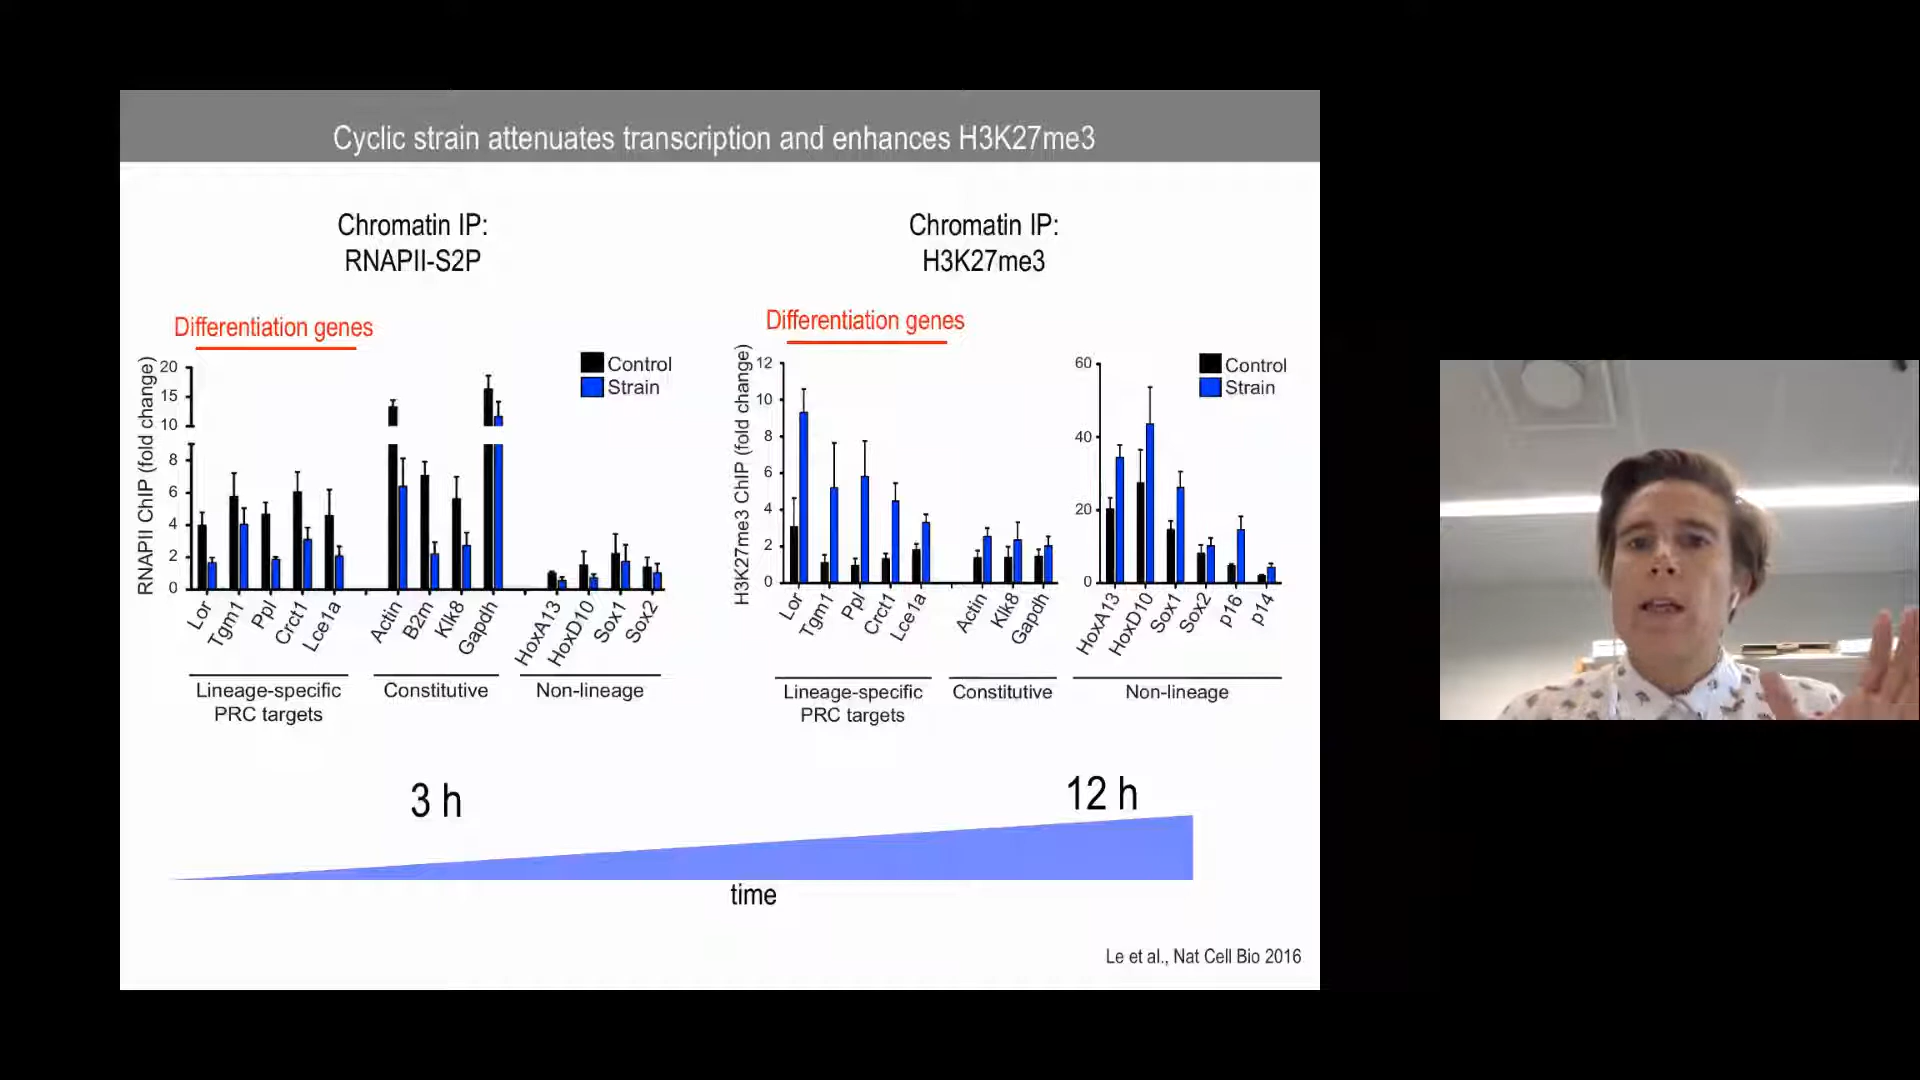 Cyclic strain attenuates transcription and enhances H3K27me3
Chromatin IP:
RNAPII-S2P
Differentiation genes
Control
Strain
RNAPII ChIP (fold change)
20
15
10
8
6
4
2
0
Lor
Tgm1
Ppl
Crct1
Lce1a
Actin
B2m
Klk8
Gapdh
HoxA13
HoxD10
Sox1
Sox2
Lineage-specific
PRC targets
Constitutive
Non-lineage
Chromatin IP:
H3K27me3
Differentiation genes
H3K27me3 ChIP (fold change)
12
10
8
6
4
2
0
Lor
Tgm1
Ppl
Crct1
Lce1a
Actin
Klk8
Gapdh
Lineage-specific
PRC targets
Constitutive
60
40
20
0
Control
Strain
HoxA13
HoxD10
Sox1
Sox2
p16
p14
Non-lineage
3 h
12 h
time
Le et al., Nat Cell Bio 2016